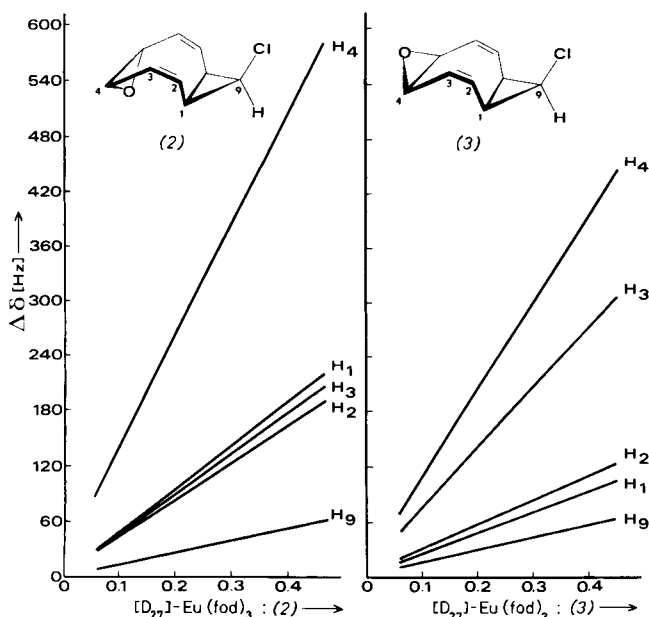 600
540
480
420
360
300
240
180
120
60
0
Δδ [Hz] →
Cl
H
O
4
3
2
1
9
(2)
H₄
H₁
H₃
H₂
H₉
0 0.1 0.2 0.3 0.4
[D₂₇]-Eu(fod)₃ : (2) →
Cl
H
O
4
3
2
1
9
(3)
H₄
H₃
H₂
H₁
H₉
0 0.1 0.2 0.3 0.4
[D₂₇]-Eu(fod)₃ : (3) →